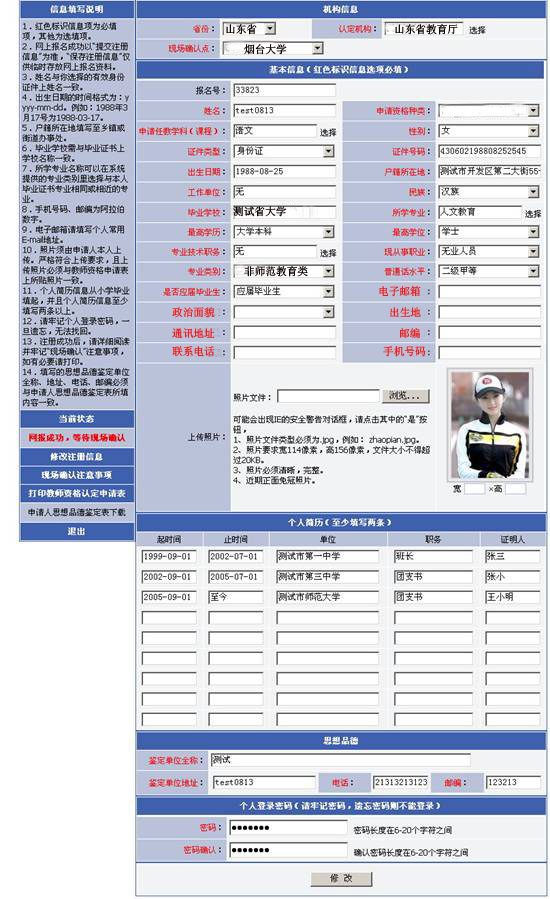 信息填写说明
1．红色标识信息项为必填项，其他为选填项。
2．网上报名成功以“提交注册信息”为准，“保存注册信息”仅供临时存放网上报名资料。
3．姓名与你选择的有效身份证件上姓名一致。
4．出生日期的时间格式为：yyyy-mm-dd。例如：1988年3月17号为1988-03-17。
5．户籍所在地填写至乡镇或街道办事处。
6．毕业学校需与毕业证书上学校名称一致。
7．所学专业名称可以在系统提供的专业类别里选择与本人毕业证书专业相同或相近的专业。
8．手机号码、邮编为阿拉伯数字。
9．电子邮箱请填写个人常用E-mail地址。
10．照片须由申请人本人上传。严格符合上传要求，且上传照片必须与教师资格申请表上所贴照片一致。
11．个人简历信息从小学毕业填起，并且个人简历信息至少填写两条以上。
12．请牢记个人登录密码，一旦遗忘，无法找回。
13．注册成功后，请详细阅读并牢记“现场确认”注意事项，如有必要请打印。
14．填写的思想品德鉴定单位全称、地址、电话、邮编必须与申请人思想品德鉴定表所填内容一致。
当前状态
网报成功，等待现场确认
修改注册信息
现场确认注意事项
打印教师资格认定申请表
申请人思想品德鉴定表下载
退出
机构信息
省份： 山东省 认定机构： 山东省教育厅 选择
现场确认点： 烟台大学
基本信息（红色标识信息选项必填）
报名号： 33823
姓名： test0813 申请资格种类：
申请任教学科（课程）： 语文 选择 性别： 女
证件类型： 身份证 证件号码： 430602198808252545
出生日期： 1988-08-25 户籍所在地： 测试市开发区第二大街55-
工作单位： 无 民族： 汉族
毕业学校： 测试省大学 所学专业： 人文教育 选择
最高学历： 大学本科 最高学位： 学士
专业技术职务： 无 选择 现从事职业： 无业人员
专业类别： 非师范教育类 普通话水平： 二级甲等
是否应届毕业生： 应届毕业生 电子邮箱：
政治面貌： 出生地：
通讯地址： 邮编：
联系电话： 手机号码：
上传照片：
照片文件： 浏览...
可能会出现IE的安全警告对话框，请点击其中的“是”按钮，
1、照片文件类型必须为.jpg，例如： zhaopian.jpg。
2、照片要求宽114像素，高156像素，文件大小不得超过20KB。
3、照片必须清晰，完整。
4、近期正面免冠照片。
宽 ×高
个人简历（至少填写两条）
起时间 止时间 单位 职务 证明人
1999-09-01 2002-07-01 测试市第一中学 班长 张三
2002-09-01 2005-07-01 测试市第三中学 团支书 张小
2005-09-01 至今 测试市师范大学 团支书 王小明
思想品德
鉴定单位全称： 测试
鉴定单位地址： test0813 电话： 21313213123 邮编： 123213
个人登录密码（请牢记密码，遗忘密码则不能登录）
密码： ●●●●●●● 密码长度在6-20个字符之间
密码确认： ●●●●●●● 确认密码长度在6-20个字符之间
修 改